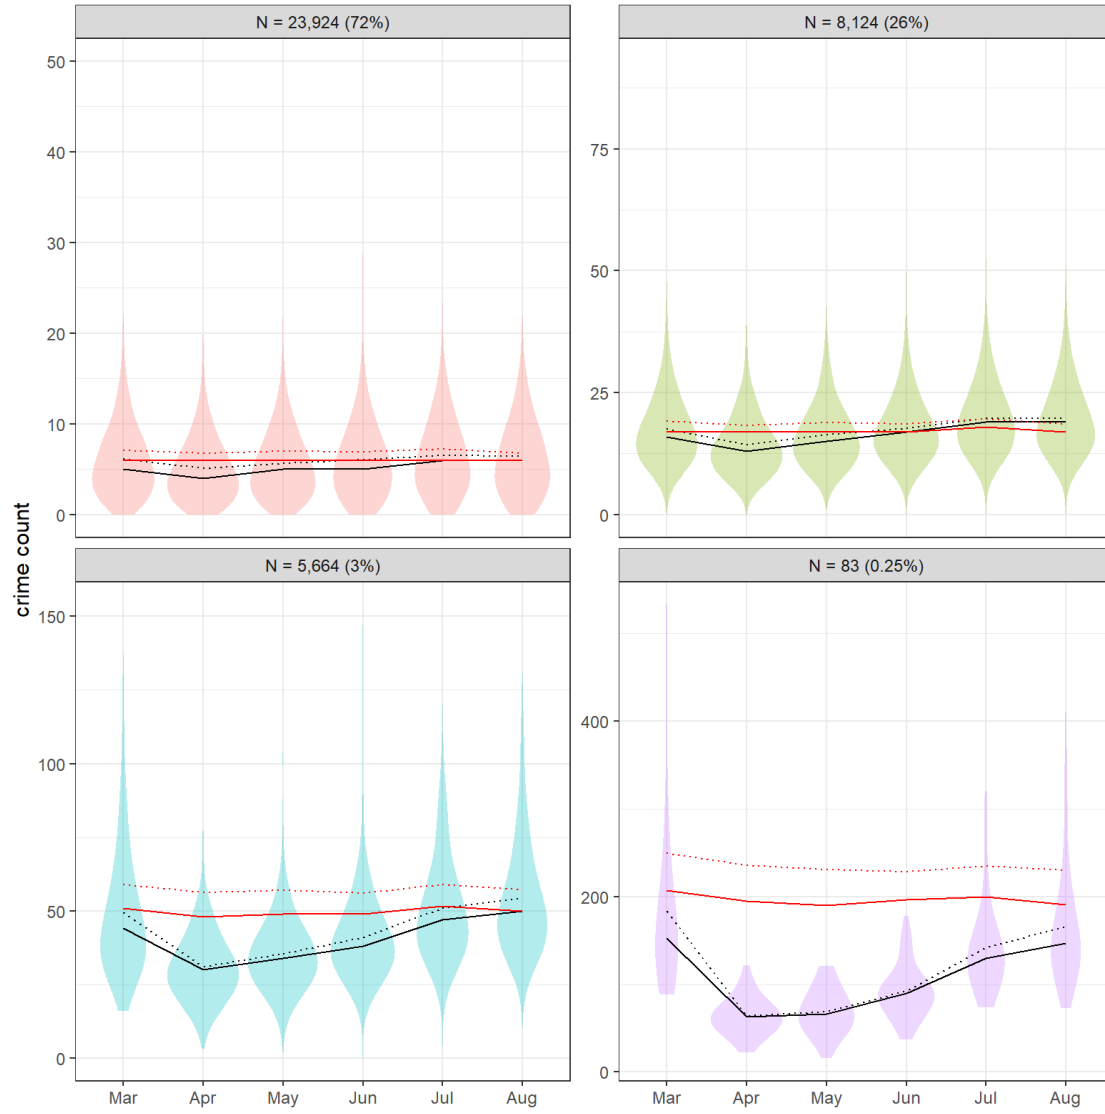 N = 23,924 (72%)
N = 8,124 (26%)
50
40
30
20
10
0
75
50
25
0
crime count
N = 5,664 (3%)
N = 83 (0.25%)
150
100
50
0
400
200
0
Mar Apr May Jun Jul Aug
Mar Apr May Jun Jul Aug